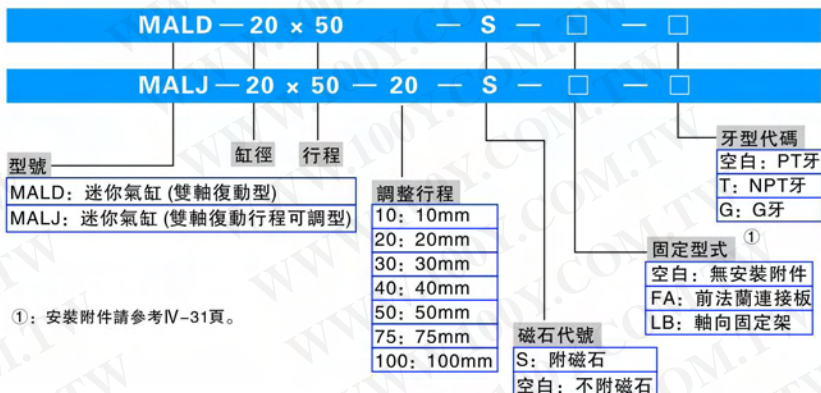 MALD — 20 × 50 — S — □ — □
MALJ — 20 × 50 — 20 — S — □ — □
型號
MALD：迷你氣缸 (雙軸復動型)
MALJ：迷你氣缸 (雙軸復動行程可調型)
缸徑
行程
調整行程
10：10mm
20：20mm
30：30mm
40：40mm
50：50mm
75：75mm
100：100mm
磁石代號
S：附磁石
空白：不附磁石
固定型式 ①
空白：無安裝附件
FA：前法蘭連接板
LB：軸向固定架
牙型代碼
空白：PT牙
T：NPT牙
G：G牙
①：安裝附件請參考Ⅳ-31頁。
WWW.100Y.COM.TW